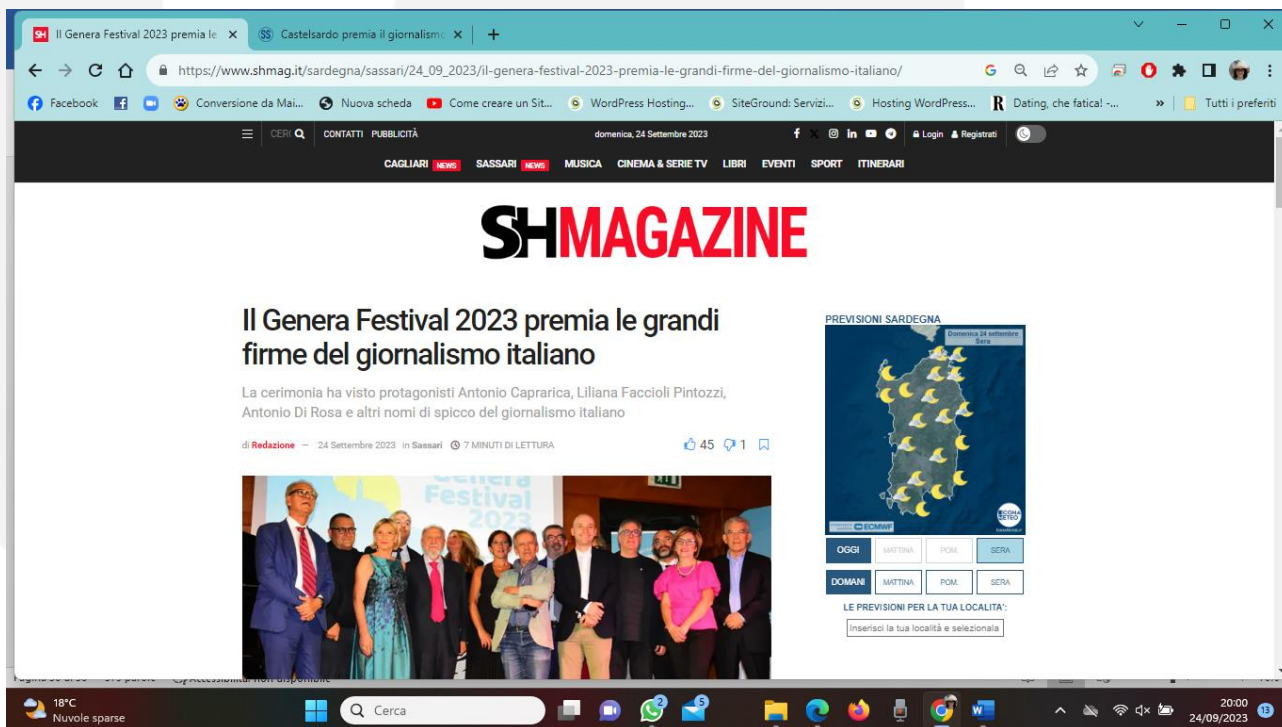 Il Genera Festival 2023 premia le
Castelsardo premia il giornalismo
https://www.shmag.it/sardegna/sassari/24_09_2023/il-genera-festival-2023-premia-le-grandi-firme-del-giornalismo-italiano/
Facebook Conversione da Mai... Nuova scheda Come creare un Sit... WordPress Hosting... SiteGround: Servizi... Hosting WordPress... Dating, che fatica! -... » Tutti i preferiti
CERC CONTATTI PUBBLICITÀ domenica, 24 Settembre 2023 Login Registrati
CAGLIARI NEWS SASSARI NEWS MUSICA CINEMA & SERIE TV LIBRI EVENTI SPORT ITINERARI
SHMAGAZINE
Il Genera Festival 2023 premia le grandi
firme del giornalismo italiano
La cerimonia ha visto protagonisti Antonio Caprarica, Liliana Faccioli Pintozzi,
Antonio Di Rosa e altri nomi di spicco del giornalismo italiano
di Redazione — 24 Settembre 2023 in Sassari 7 MINUTI DI LETTURA 45 1
Genera
Festival
2023
PREVISIONI SARDEGNA
Domenica 24 settembre
Sera
ECMWF
OGGI MATTINA POM. SERA
DOMANI MATTINA POM. SERA
LE PREVISIONI PER LA TUA LOCALITA':
Inserisci la tua località e selezionala
18°C
Nuvole sparse
Cerca
2
5
20:00
24/09/2023
13